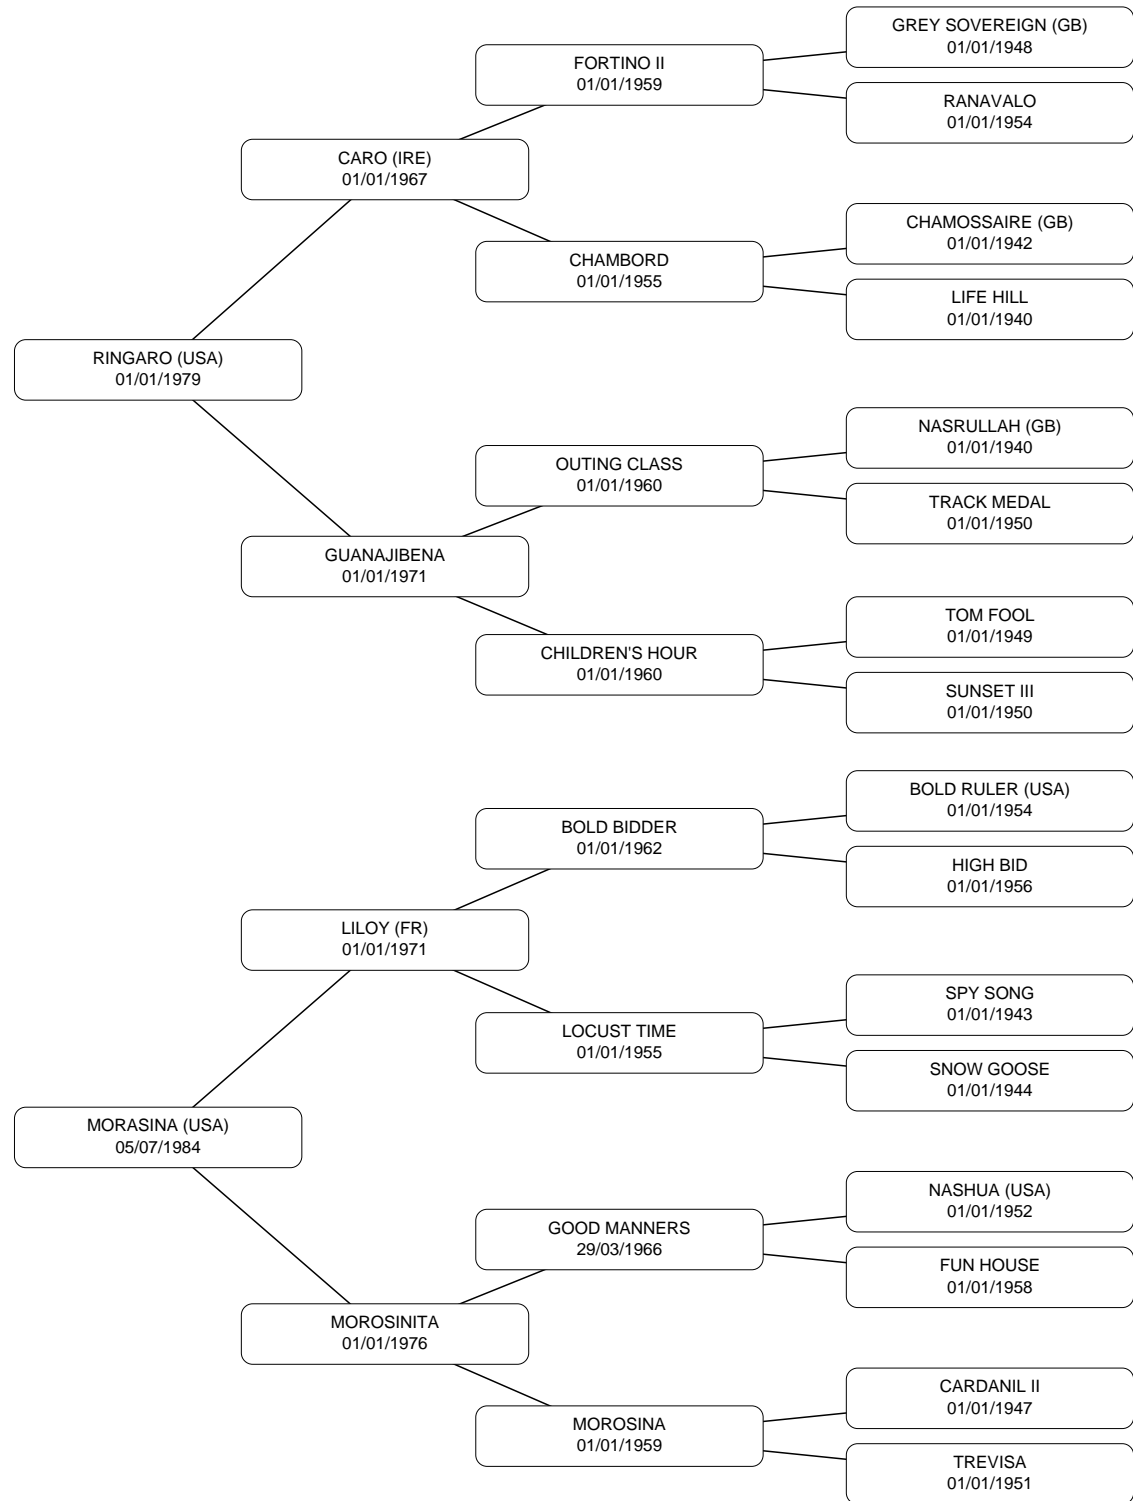 GREY SOVEREIGN (GB)
01/01/1948
FORTINO II
01/01/1959
RANAVALO
01/01/1954
CARO (IRE)
01/01/1967
CHAMOSSAIRE (GB)
01/01/1942
CHAMBORD
01/01/1955
LIFE HILL
01/01/1940
RINGARO (USA)
01/01/1979
NASRULLAH (GB)
01/01/1940
OUTING CLASS
01/01/1960
TRACK MEDAL
01/01/1950
GUANAJIBENA
01/01/1971
TOM FOOL
01/01/1949
CHILDREN'S HOUR
01/01/1960
SUNSET III
01/01/1950
BOLD RULER (USA)
01/01/1954
BOLD BIDDER
01/01/1962
HIGH BID
01/01/1956
LILOY (FR)
01/01/1971
SPY SONG
01/01/1943
LOCUST TIME
01/01/1955
SNOW GOOSE
01/01/1944
MORASINA (USA)
05/07/1984
NASHUA (USA)
01/01/1952
GOOD MANNERS
29/03/1966
FUN HOUSE
01/01/1958
MOROSINITA
01/01/1976
CARDANIL II
01/01/1947
MOROSINA
01/01/1959
TREVISA
01/01/1951